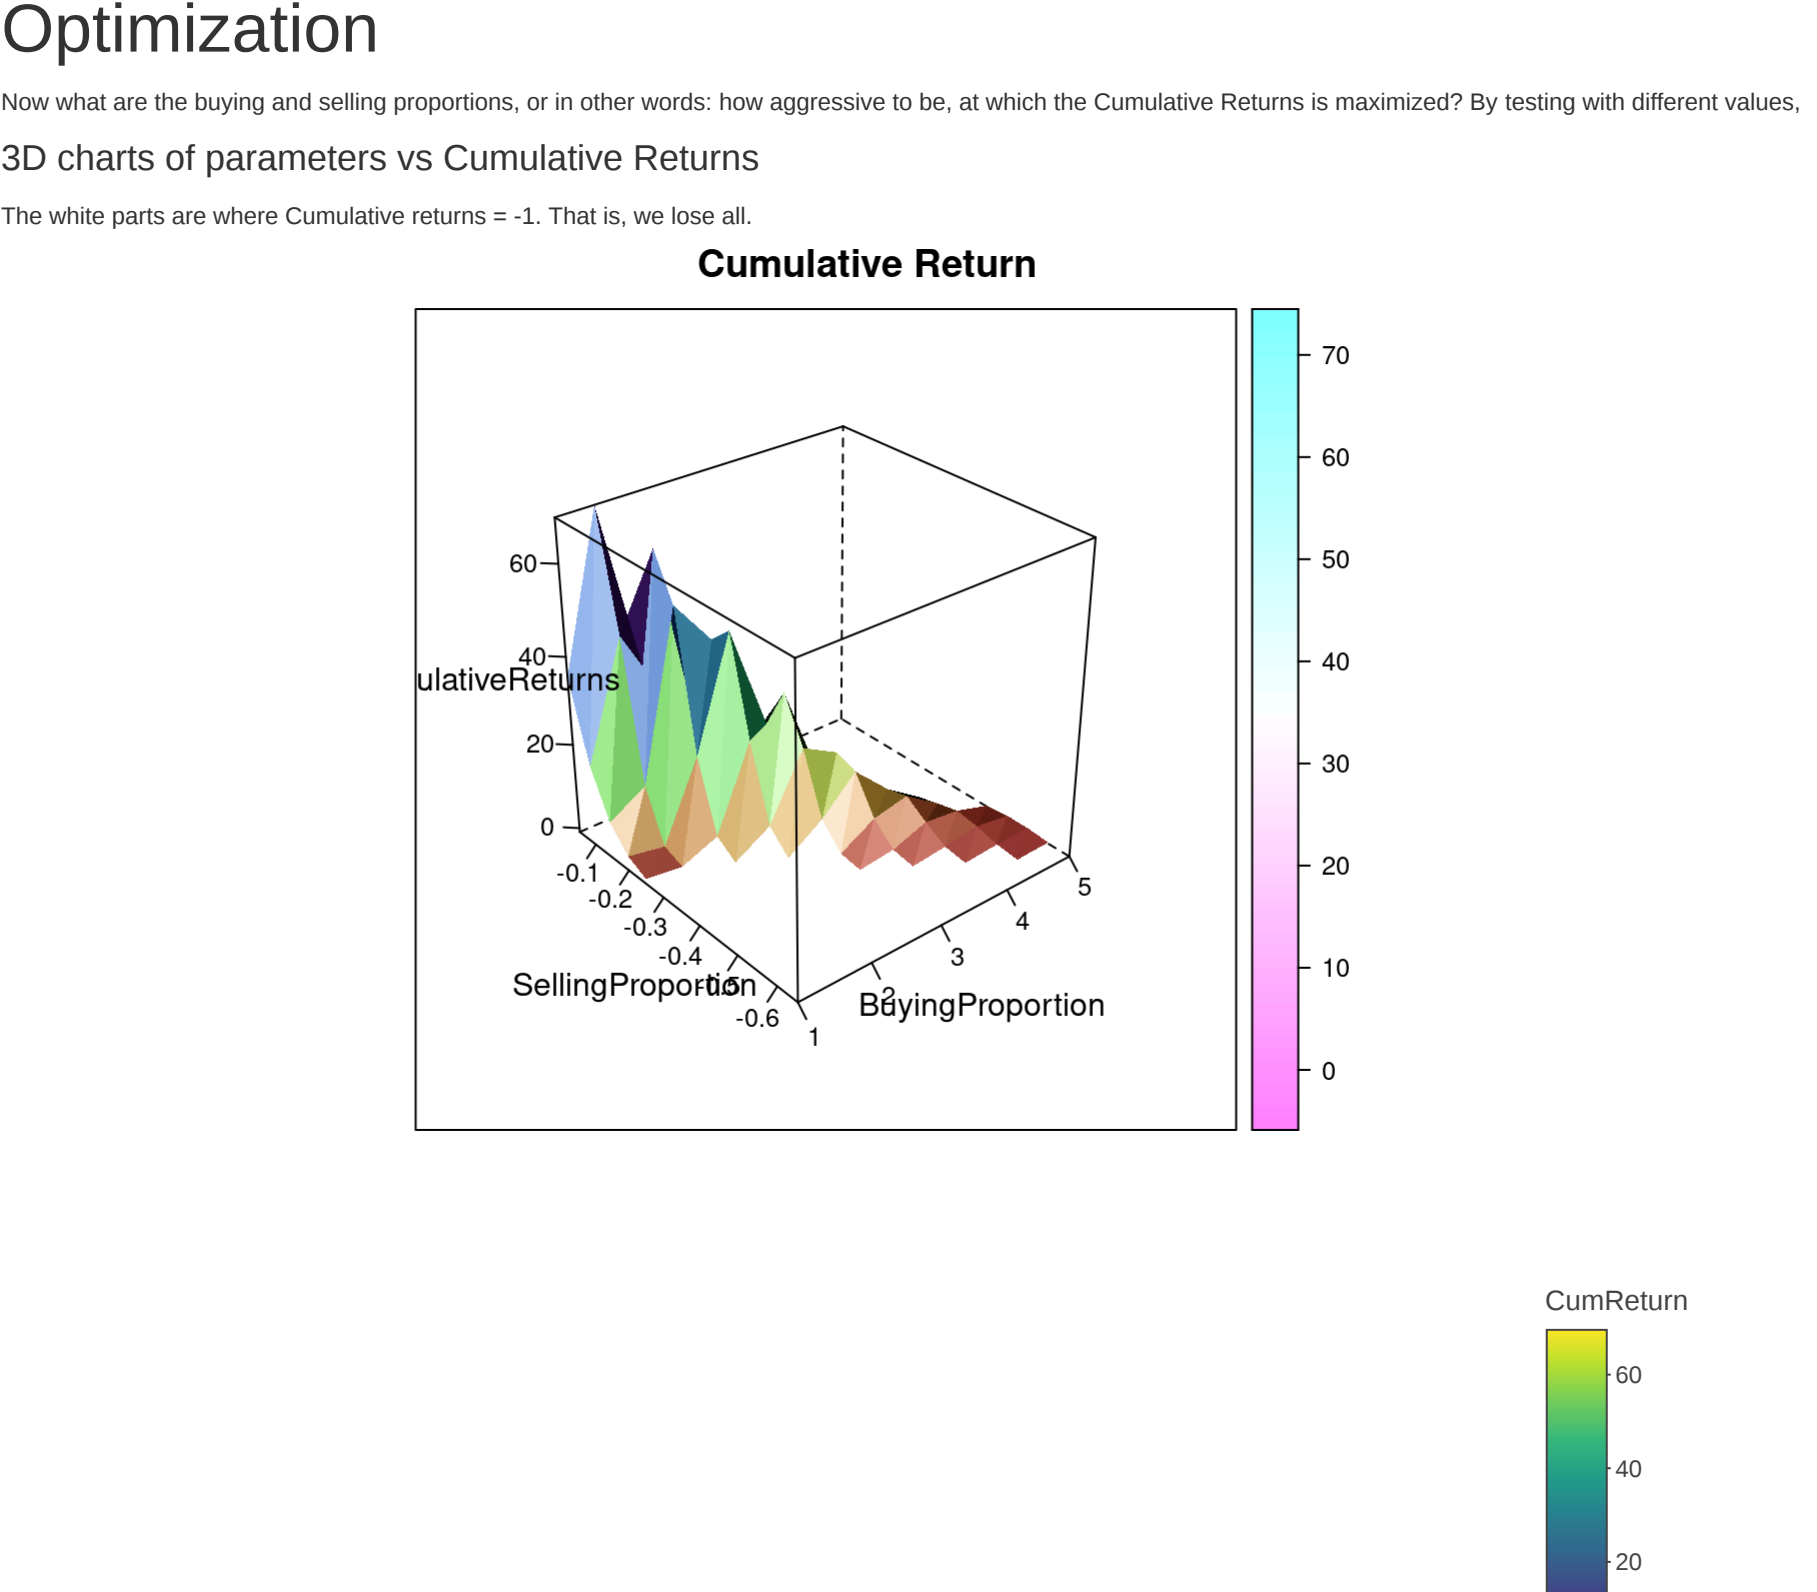 Optimization
Now what are the buying and selling proportions, or in other words: how aggressive to be, at which the Cumulative Returns is maximized? By testing with different values,
3D charts of parameters vs Cumulative Returns
The white parts are where Cumulative returns = -1. That is, we lose all.
Cumulative Return
70
60
50
40
30
20
10
0
60
40
20
0
ulativeReturns
-0.1
-0.2
-0.3
-0.4
-0.5
-0.6
SellingProportion
1
2
3
4
5
BuyingProportion
CumReturn
60
40
20